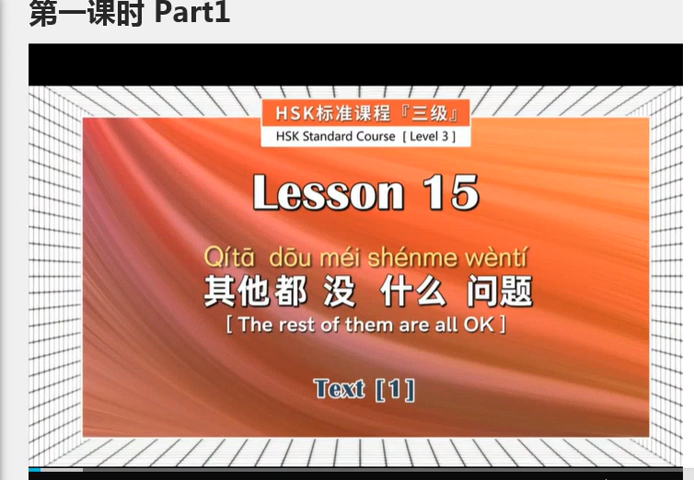 第一课时 Part1
HSK标准课程『三级』
HSK Standard Course [ Level 3 ]
Lesson 15
Qítā dōu méi shénme wèntí
其他都 没 什么 问题
[ The rest of them are all OK ]
Text [1]